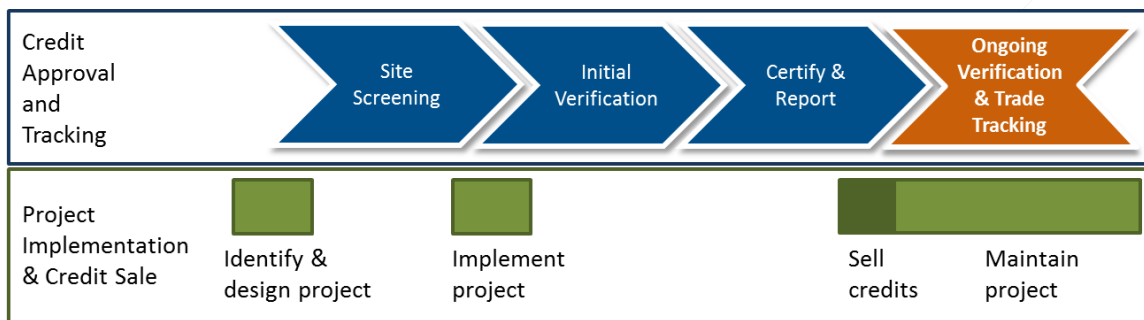 Credit
Approval
and
Tracking
Site
Screening
Initial
Verification
Certify &
Report
Ongoing
Verification
& Trade
Tracking
Project
Implementation
& Credit Sale
Identify &
design project
Implement
project
Sell
credits
Maintain
project